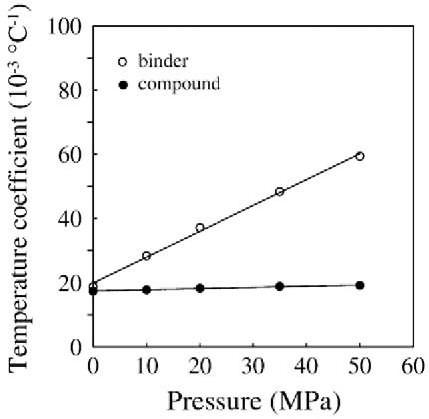 Temperature coefficient (10-3 °C-1)
100
80
60
40
20
0
binder
compound
0 10 20 30 40 50 60
Pressure (MPa)